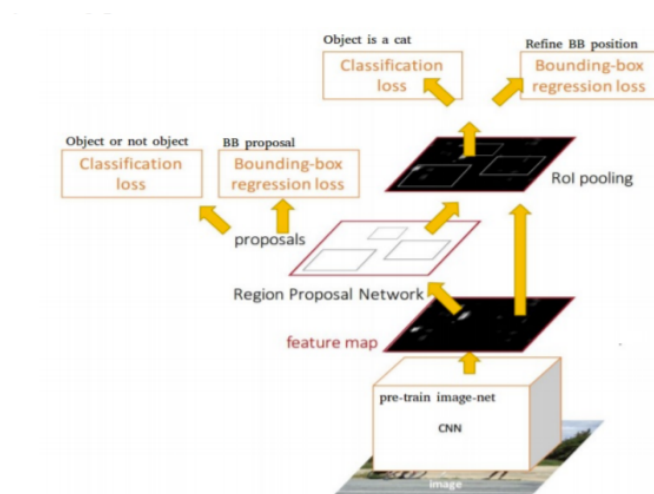 Object is a cat
Refine BB position
Classification
loss
Bounding-box
regression loss
Object or not object
BB proposal
Classification
loss
Bounding-box
regression loss
RoI pooling
proposals
Region Proposal Network
feature map
pre-train image-net
CNN
image